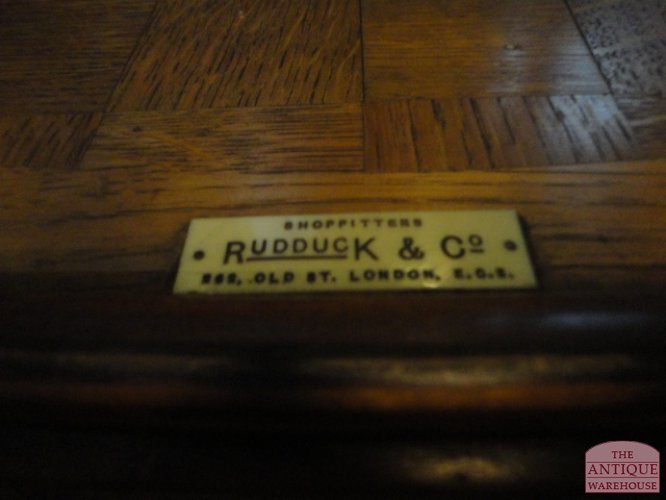 SHOPFITTERS
RUDDUCK & Co
OLD ST. LONDON,
THE
ANTIQUE
WAREHOUSE